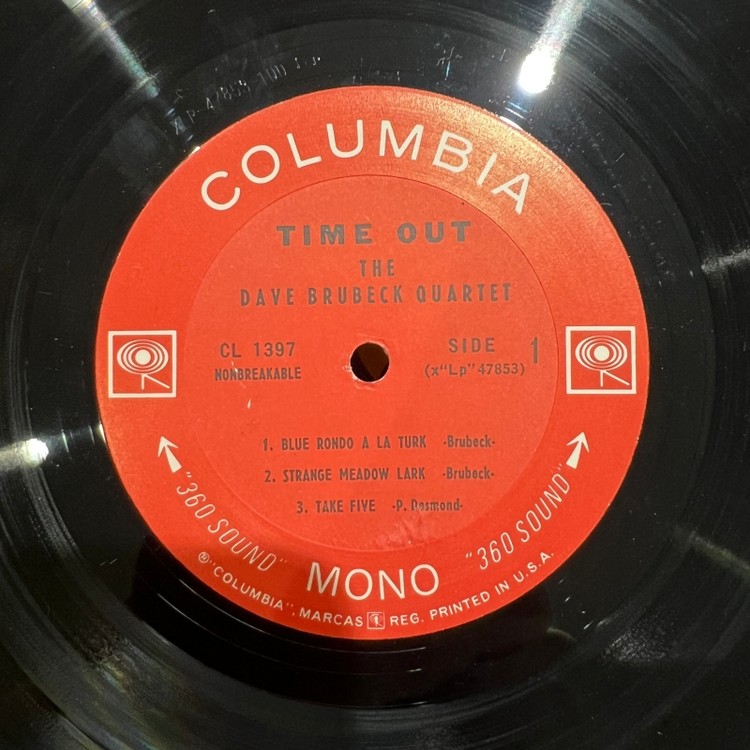 COLUMBIA
TIME OUT
THE
DAVE BRUBECK QUARTET
CL 1397
NONBREAKABLE
SIDE 1
(x"Lp" 47853)
1. BLUE RONDO A LA TURK -Brubeck-
2. STRANGE MEADOW LARK -Brubeck-
3. TAKE FIVE -P. Desmond-
"360 SOUND" MONO "360 SOUND"
"COLUMBIA", MARCAS REG. PRINTED IN U.S.A.